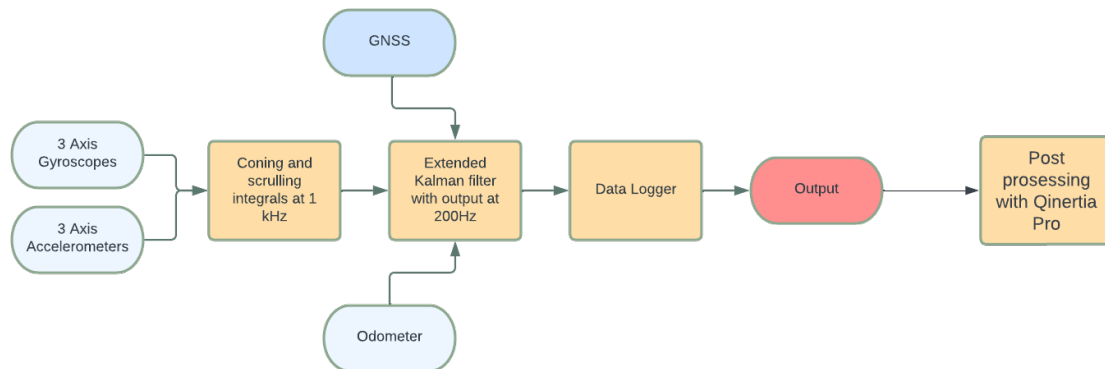 GNSS
3 Axis
Gyroscopes
3 Axis
Accelerometers
Coning and
scrulling
integrals at 1
kHz
Extended
Kalman filter
with output at
200Hz
Data Logger
Output
Post
prosessing
with Qinertia
Pro
Odometer